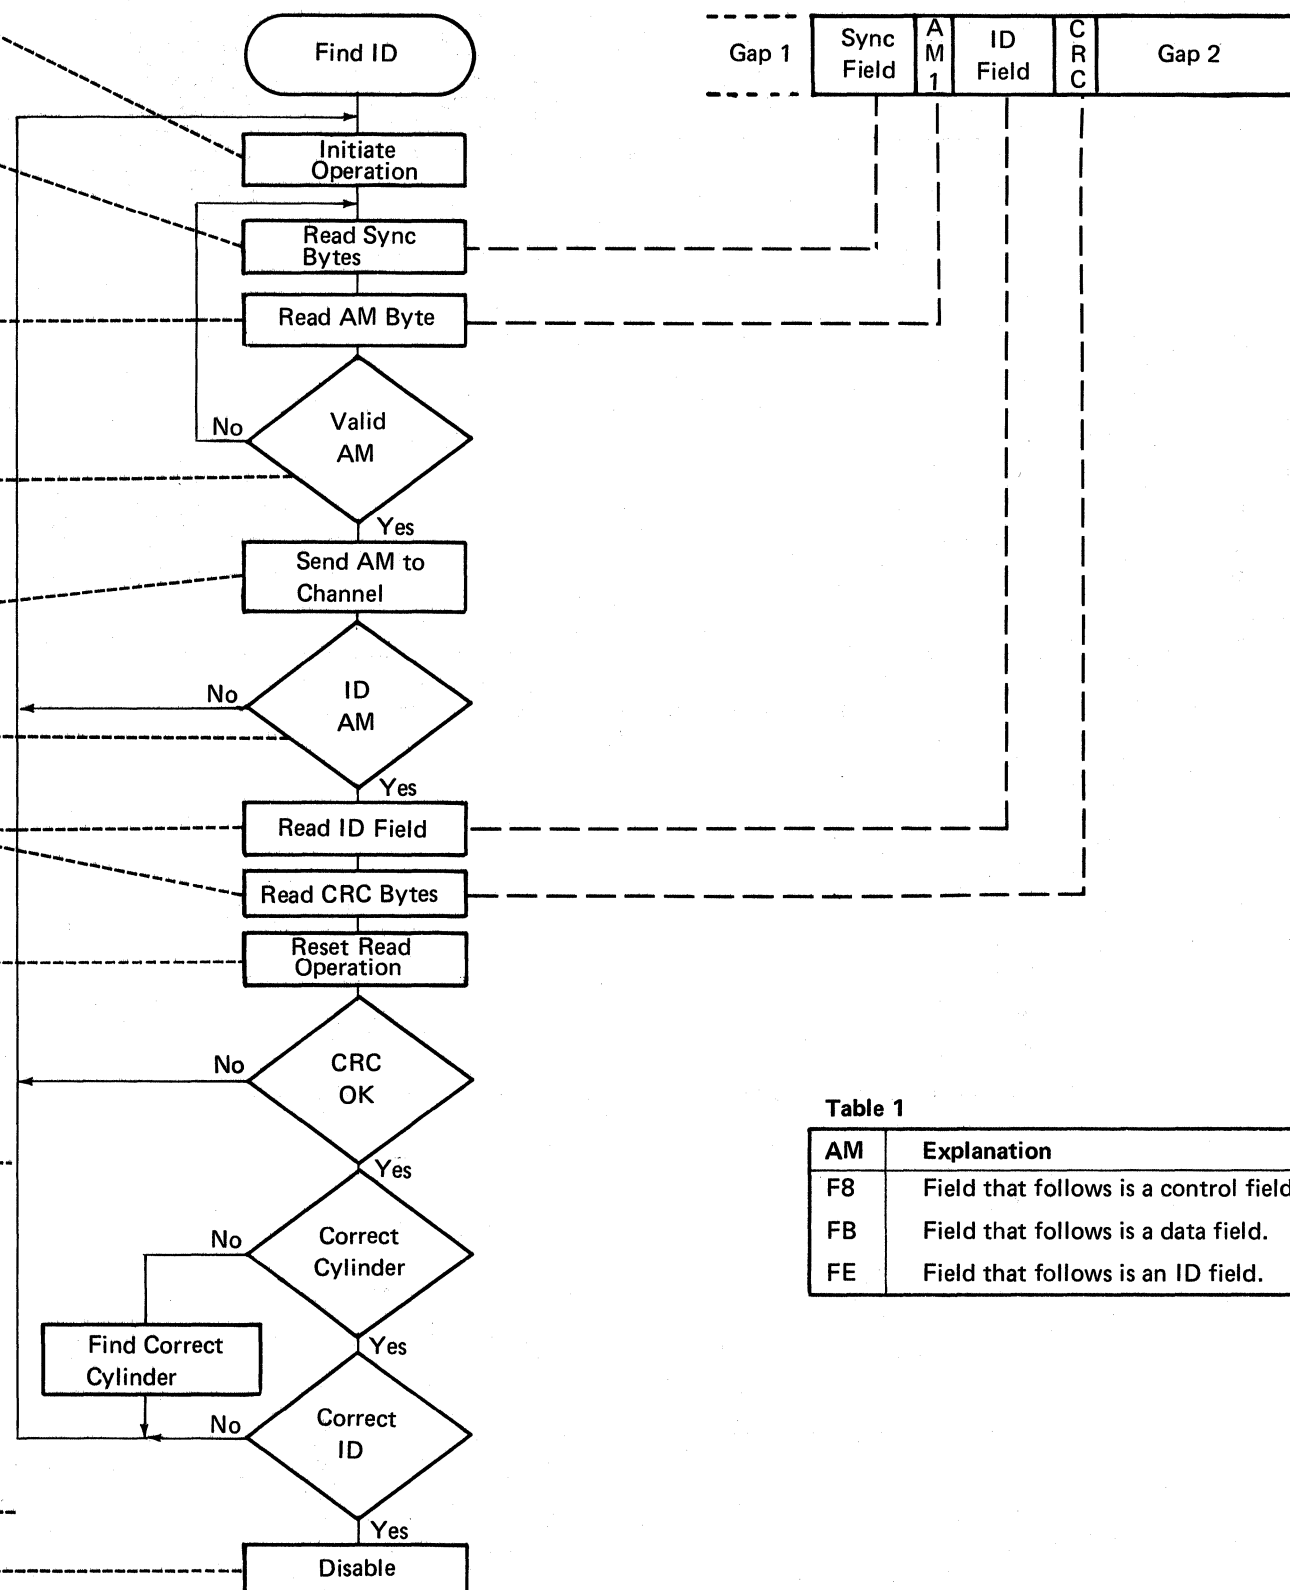 Find ID
Initiate
Operation
Read Sync
Bytes
Read AM Byte
Valid
AM
No
Yes
Send AM to
Channel
ID
AM
No
Yes
Read ID Field
Read CRC Bytes
Reset Read
Operation
CRC
OK
No
Yes
Correct
Cylinder
No
Yes
Find Correct
Cylinder
Correct
ID
No
Yes
Disable
Gap 1
Sync
Field
A
M
1
ID
Field
C
R
C
Gap 2
Table 1
AM Explanation
F8 Field that follows is a control field
FB Field that follows is a data field.
FE Field that follows is an ID field.